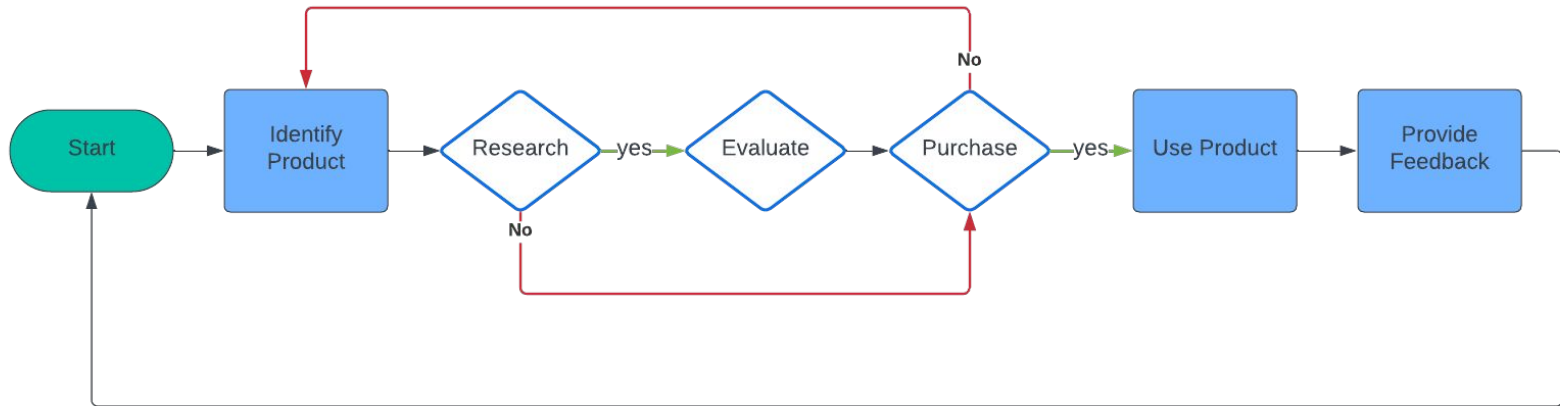 No
Start
Identify
Product
Research
yes
Evaluate
Purchase
yes
Use Product
Provide
Feedback
No